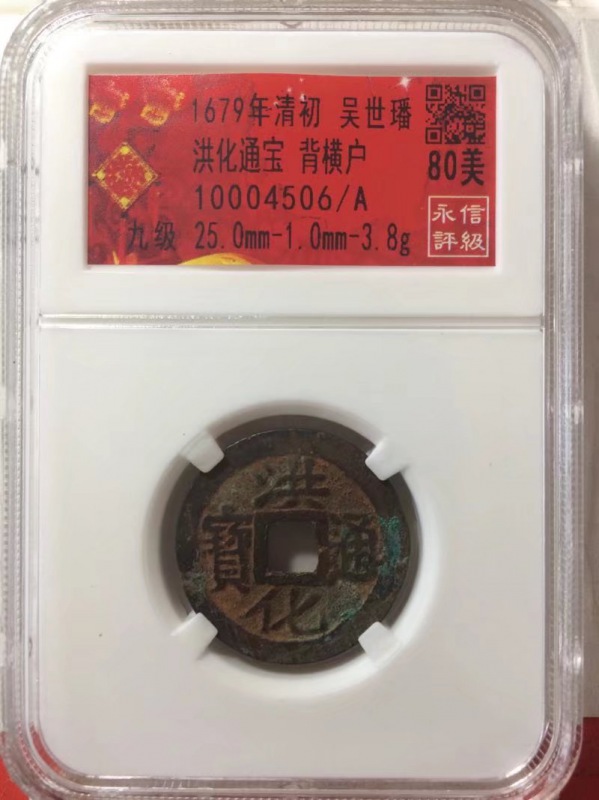 1679年清初 吴世璠
洪化通宝 背横户
80美
10004506/A
九级 25.0mm-1.0mm-3.8g
永信
評級
洪化通寶